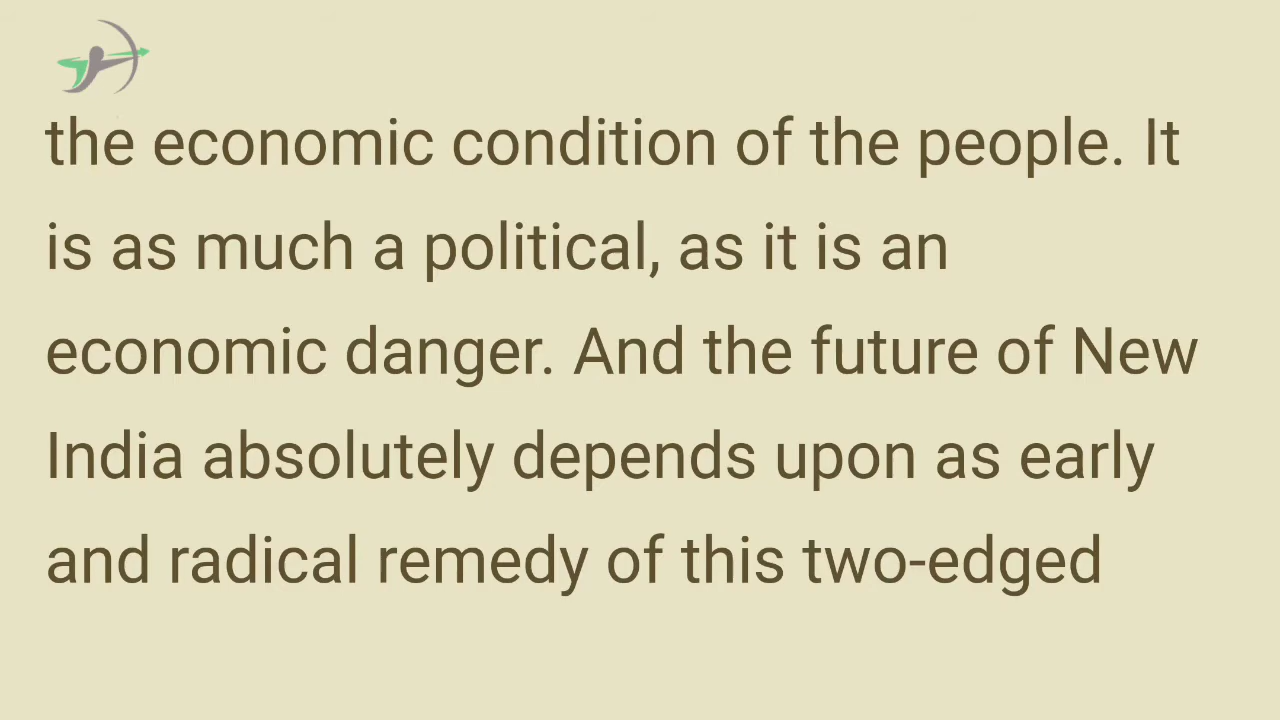 the economic condition of the people. It
is as much a political, as it is an
economic danger. And the future of New
India absolutely depends upon as early
and radical remedy of this two-edged